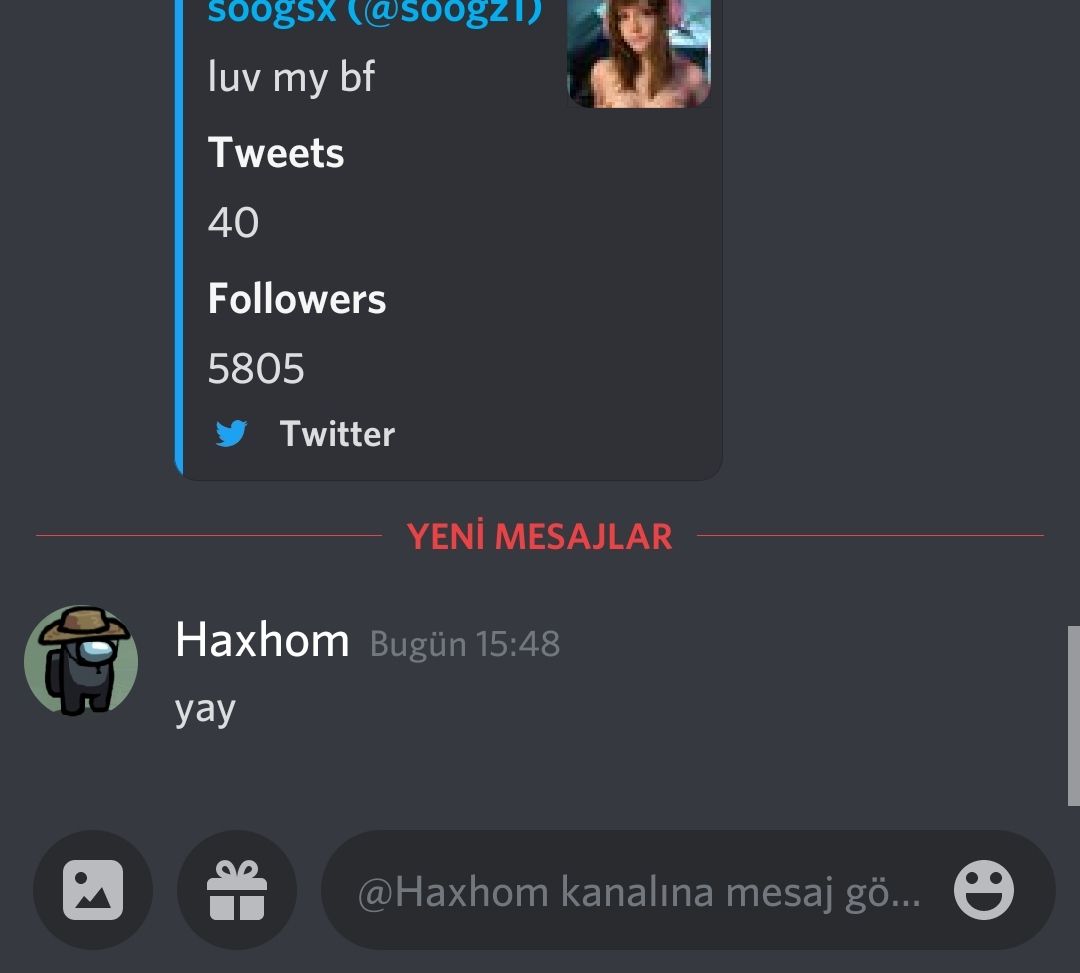 soogsx (@soogz1)
luv my bf
Tweets
40
Followers
5805
Twitter
YENİ MESAJLAR
Haxhom Bugün 15:48
yay
@Haxhom kanalına mesaj gö...